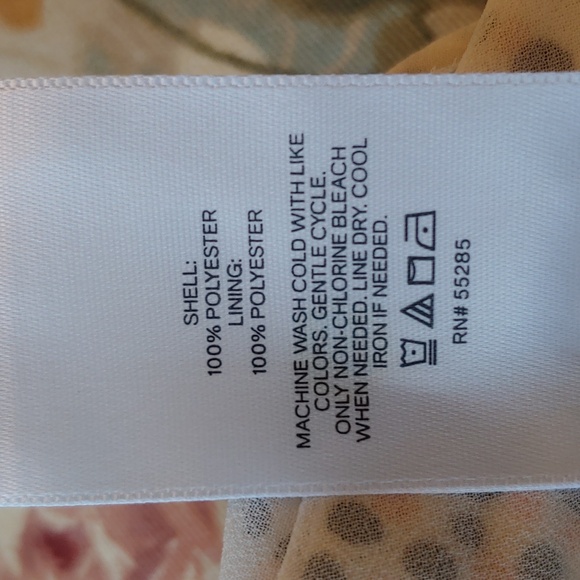 SHELL:
100% POLYESTER
LINING:
100% POLYESTER
MACHINE WASH COLD WITH LIKE
COLORS. GENTLE CYCLE.
ONLY NON-CHLORINE BLEACH
WHEN NEEDED. LINE DRY. COOL
IRON IF NEEDED.
RN# 55285